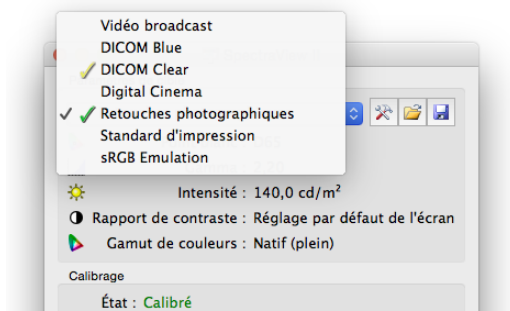 Vidéo broadcast
DICOM Blue
DICOM Clear
Digital Cinema
Retouches photographiques
Standard d'impression
sRGB Emulation
Intensité : 140,0 cd/m²
Rapport de contraste : Réglage par défaut de l'écran
Gamut de couleurs : Natif (plein)
Calibrage
État : Calibré